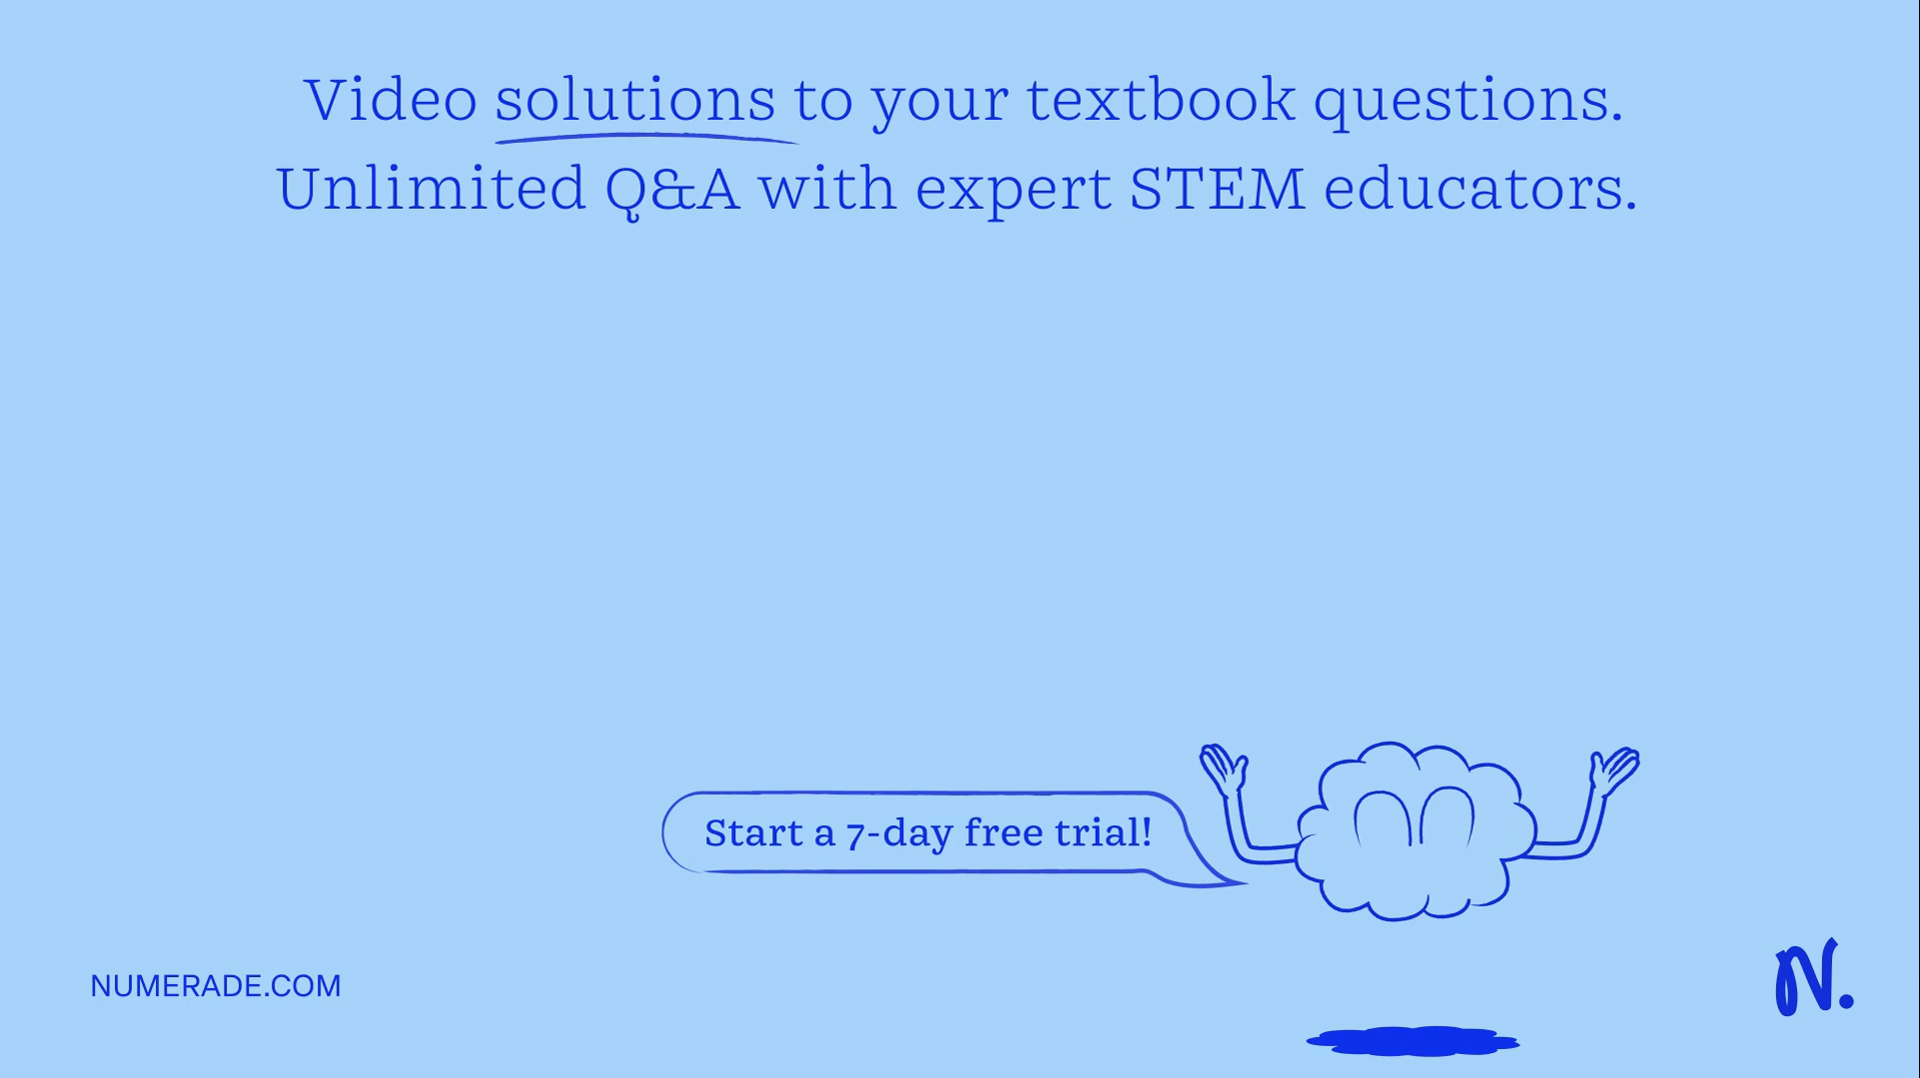 Video solutions to your textbook questions.
Unlimited Q&A with expert STEM educators.
Start a 7-day free trial!
NUMERADE.COM
N.